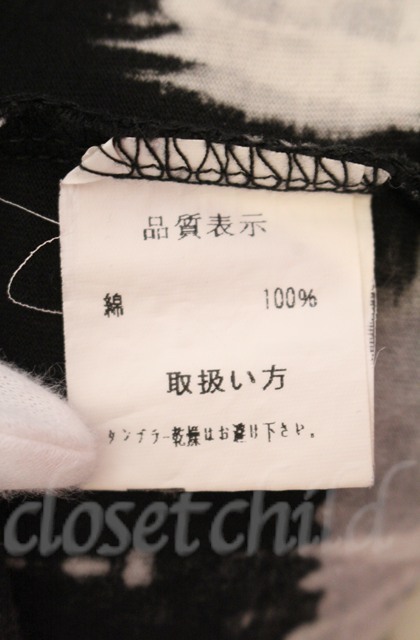 品質表示
綿 100%
取扱い方
タンブラー乾燥はお避け下さい。
closet child